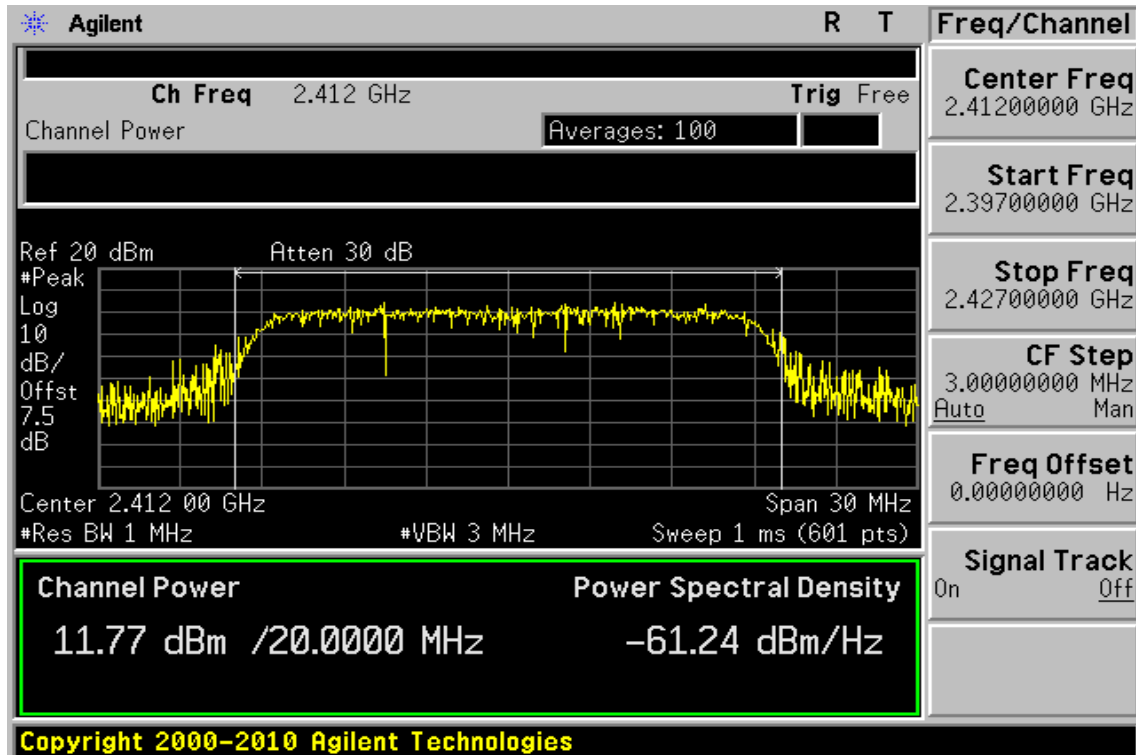 Agilent R T
Ch Freq 2.412 GHz Trig Free
Channel Power Averages: 100
Ref 20 dBm Atten 30 dB
#Peak
Log
10
dB/
Offst
7.5
dB
Center 2.412 00 GHz Span 30 MHz
#Res BW 1 MHz #VBW 3 MHz Sweep 1 ms (601 pts)
Channel Power Power Spectral Density
11.77 dBm /20.0000 MHz -61.24 dBm/Hz
Copyright 2000-2010 Agilent Technologies
Freq/Channel
Center Freq
2.41200000 GHz
Start Freq
2.39700000 GHz
Stop Freq
2.42700000 GHz
CF Step
3.00000000 MHz
Auto Man
Freq Offset
0.00000000 Hz
Signal Track
On Off